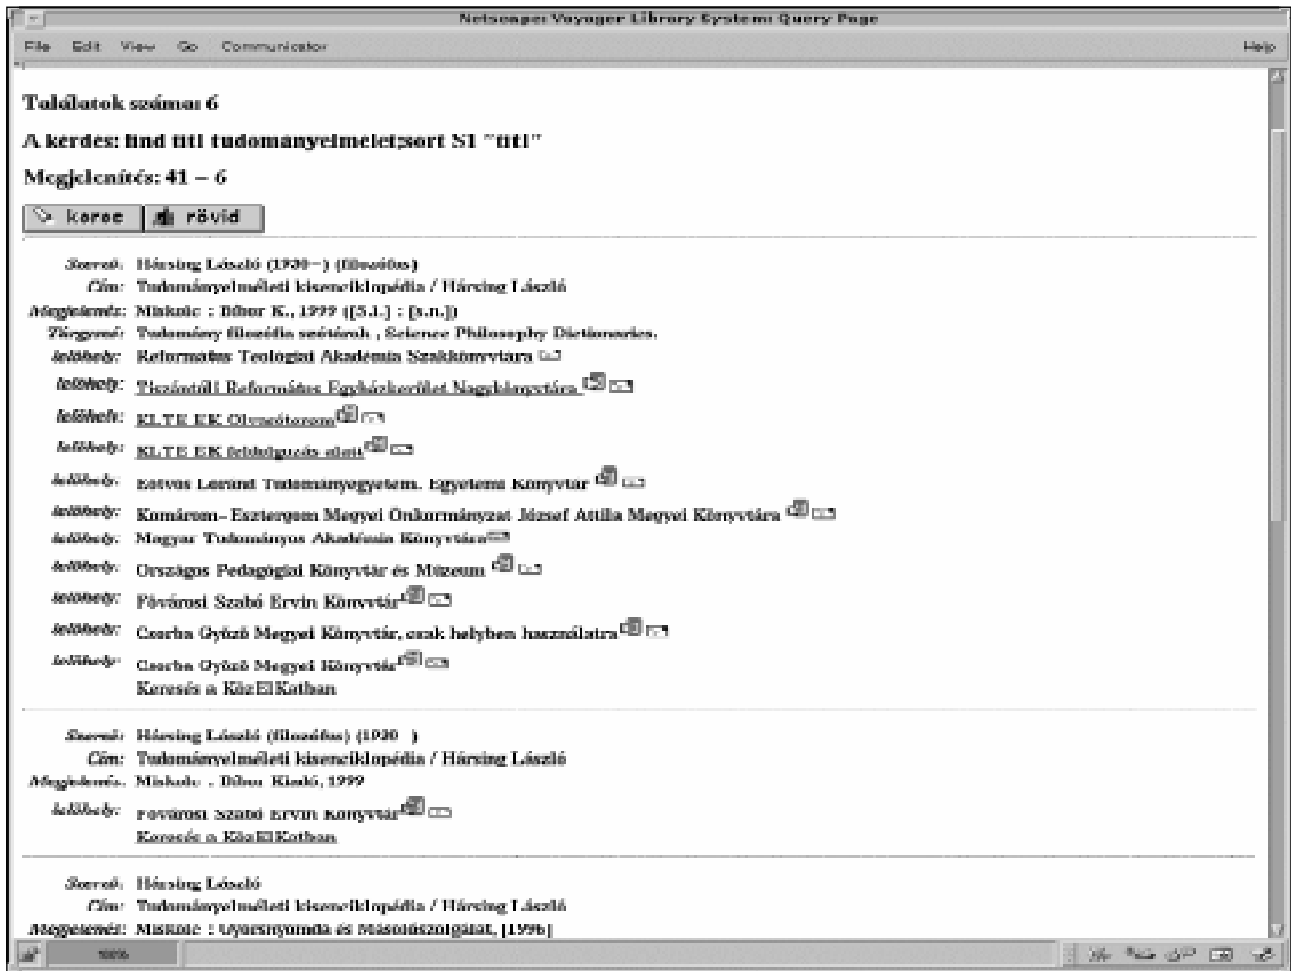 Netscape: Voyager Library System: Query Page
File Edit View Go Communicator Help
Találatok száma: 6
A kérdés: find titl tudományelmélet;sort S1 "titl"
Megjelenítés: 41 – 6
keres rövid
Szerző: Hársing László (1930–) (filozófus)
Cím: Tudományelméleti kisenciklopédia / Hársing László
Megjelenés: Miskolc : Bíbor K., 1999 ([S.l.] : [s.n.])
Tárgyszó: Tudomány filozófia szótárak , Science Philosophy Dictionaries.
lelőhely: Református Teológiai Akadémia Szakkönyvtára
lelőhely: Tiszántúli Református Egyházkerület Nagykönyvtára
lelőhely: KLTE EK Olvasóterem
lelőhely: KLTE EK feldolgozás alatt
lelőhely: Eötvös Loránd Tudományegyetem. Egyetemi Könyvtár
lelőhely: Komárom–Esztergom Megyei Önkormányzat József Attila Megyei Könyvtára
lelőhely: Magyar Tudományos Akadémia Könyvtára
lelőhely: Országos Pedagógiai Könyvtár és Múzeum
lelőhely: Fővárosi Szabó Ervin Könyvtár
lelőhely: Csorba Győző Megyei Könyvtár, csak helyben használatra
lelőhely: Csorba Győző Megyei Könyvtár
Keresés a KözElKatban
Szerző: Hársing László (filozófus) (1930–)
Cím: Tudományelméleti kisenciklopédia / Hársing László
Megjelenés: Miskolc : Bíbor Kiadó, 1999
lelőhely: Fővárosi Szabó Ervin Könyvtár
Keresés a KözElKatban
Szerző: Hársing László
Cím: Tudományelméleti kisenciklopédia / Hársing László
Megjelenés: Miskolc : Gyorsnyomda és Másolószolgálat, [1996]
100%